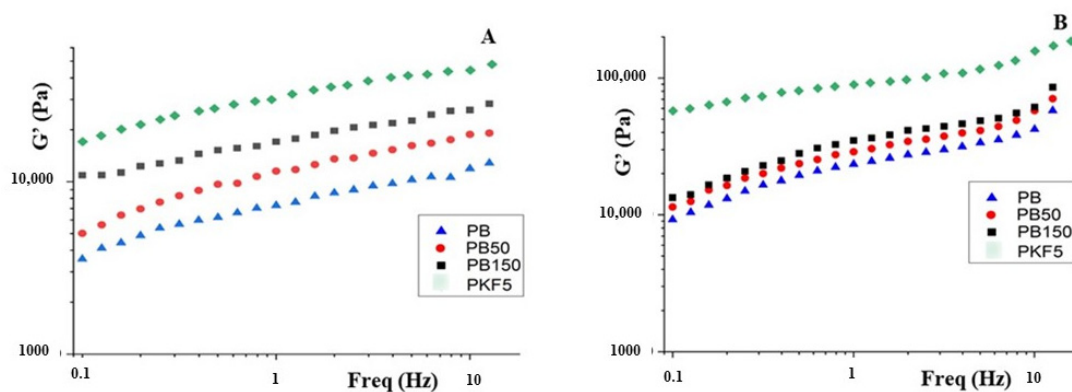 A
G’ (Pa)
10,000
1000
0.1
1
10
Freq (Hz)
PB
PB50
PB150
PKF5
B
G’ (Pa)
100,000
10,000
1000
0.1
1
10
Freq (Hz)
PB
PB50
PB150
PKF5